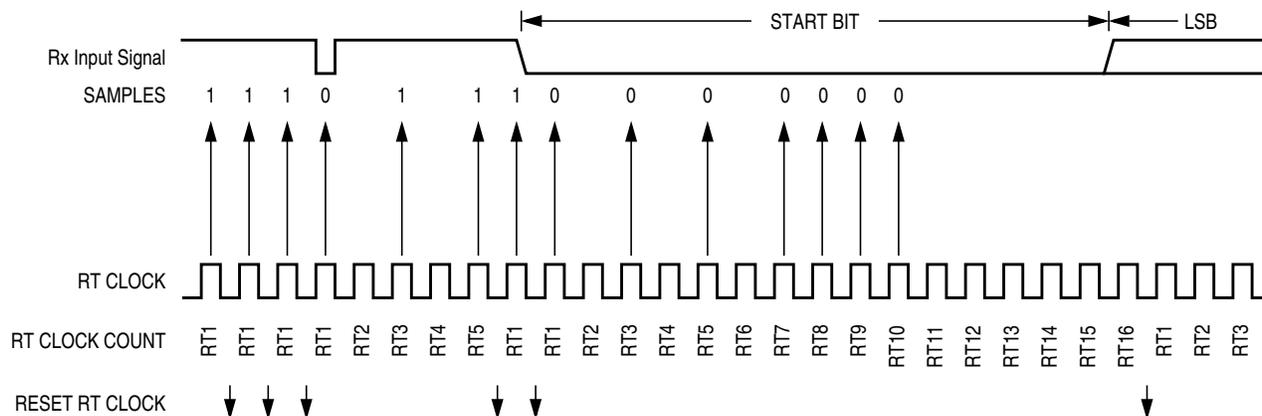 START BIT LSB
Rx Input Signal
SAMPLES 1 1 1 0 1 1 1 0 0 0 0 0 0 0
RT CLOCK
RT CLOCK COUNT RT1 RT1 RT1 RT1 RT2 RT3 RT4 RT5 RT1 RT1 RT2 RT3 RT4 RT5 RT6 RT7 RT8 RT9 RT10 RT11 RT12 RT13 RT14 RT15 RT16 RT1 RT2 RT3
RESET RT CLOCK